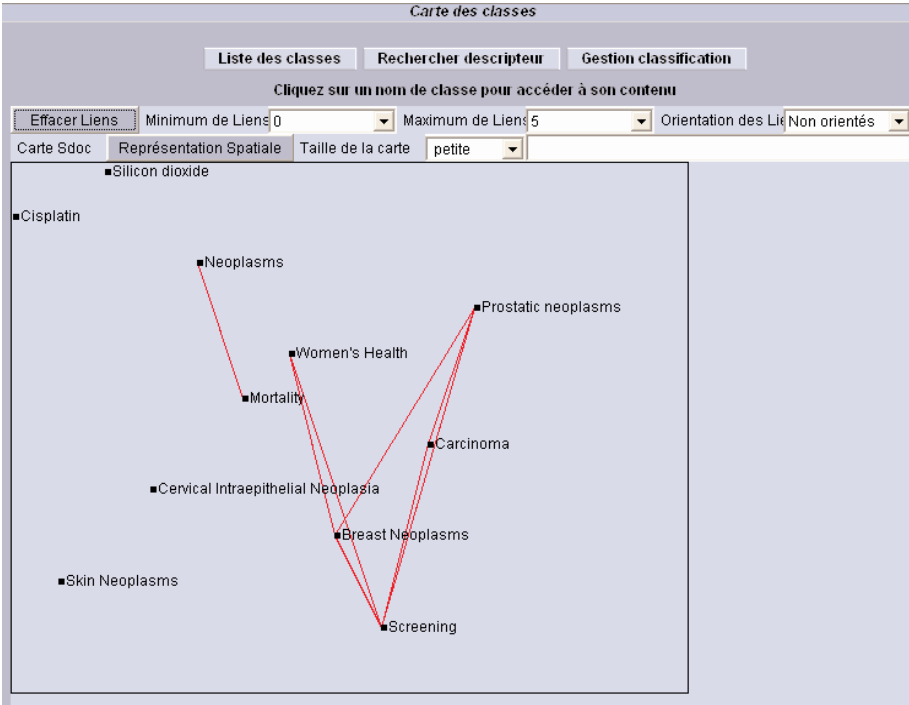 Carte des classes
Liste des classes Rechercher descripteur Gestion classification
Cliquez sur un nom de classe pour accéder à son contenu
Effacer Liens Minimum de Liens 0 Maximum de Liens 5 Orientation des Lie Non orientés
Carte Sdoc Représentation Spatiale Taille de la carte petite
Silicon dioxide
Cisplatin
Neoplasms
Prostatic neoplasms
Women's Health
Mortality
Carcinoma
Cervical Intraepithelial Neoplasia
Breast Neoplasms
Skin Neoplasms
Screening